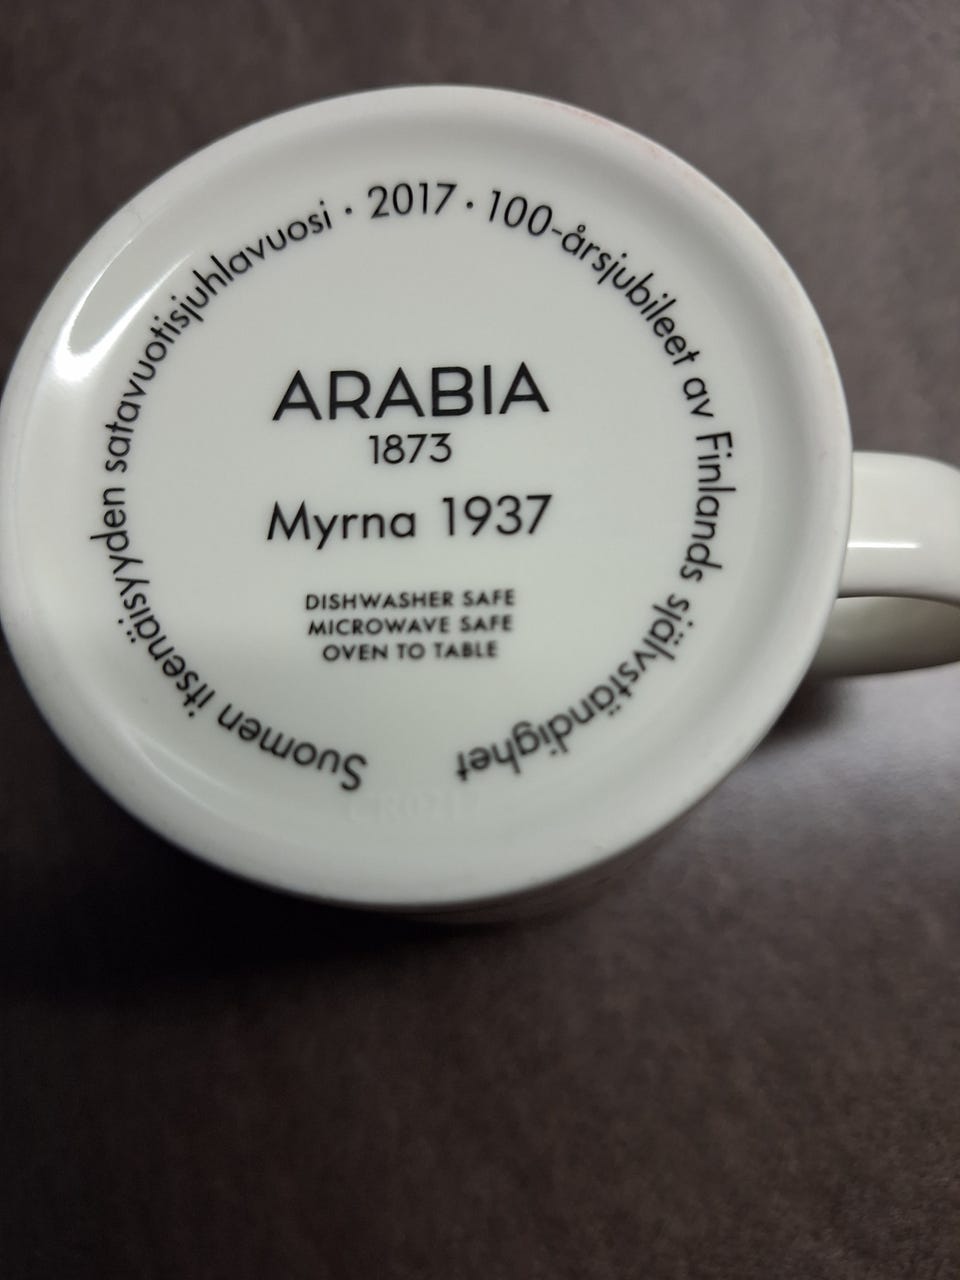 Suomen itsenäisyyden satavuotisjuhlavuosi · 2017 · 100-årsjubileet av Finlands självständighet
ARABIA
1873
Myrna 1937
DISHWASHER SAFE
MICROWAVE SAFE
OVEN TO TABLE